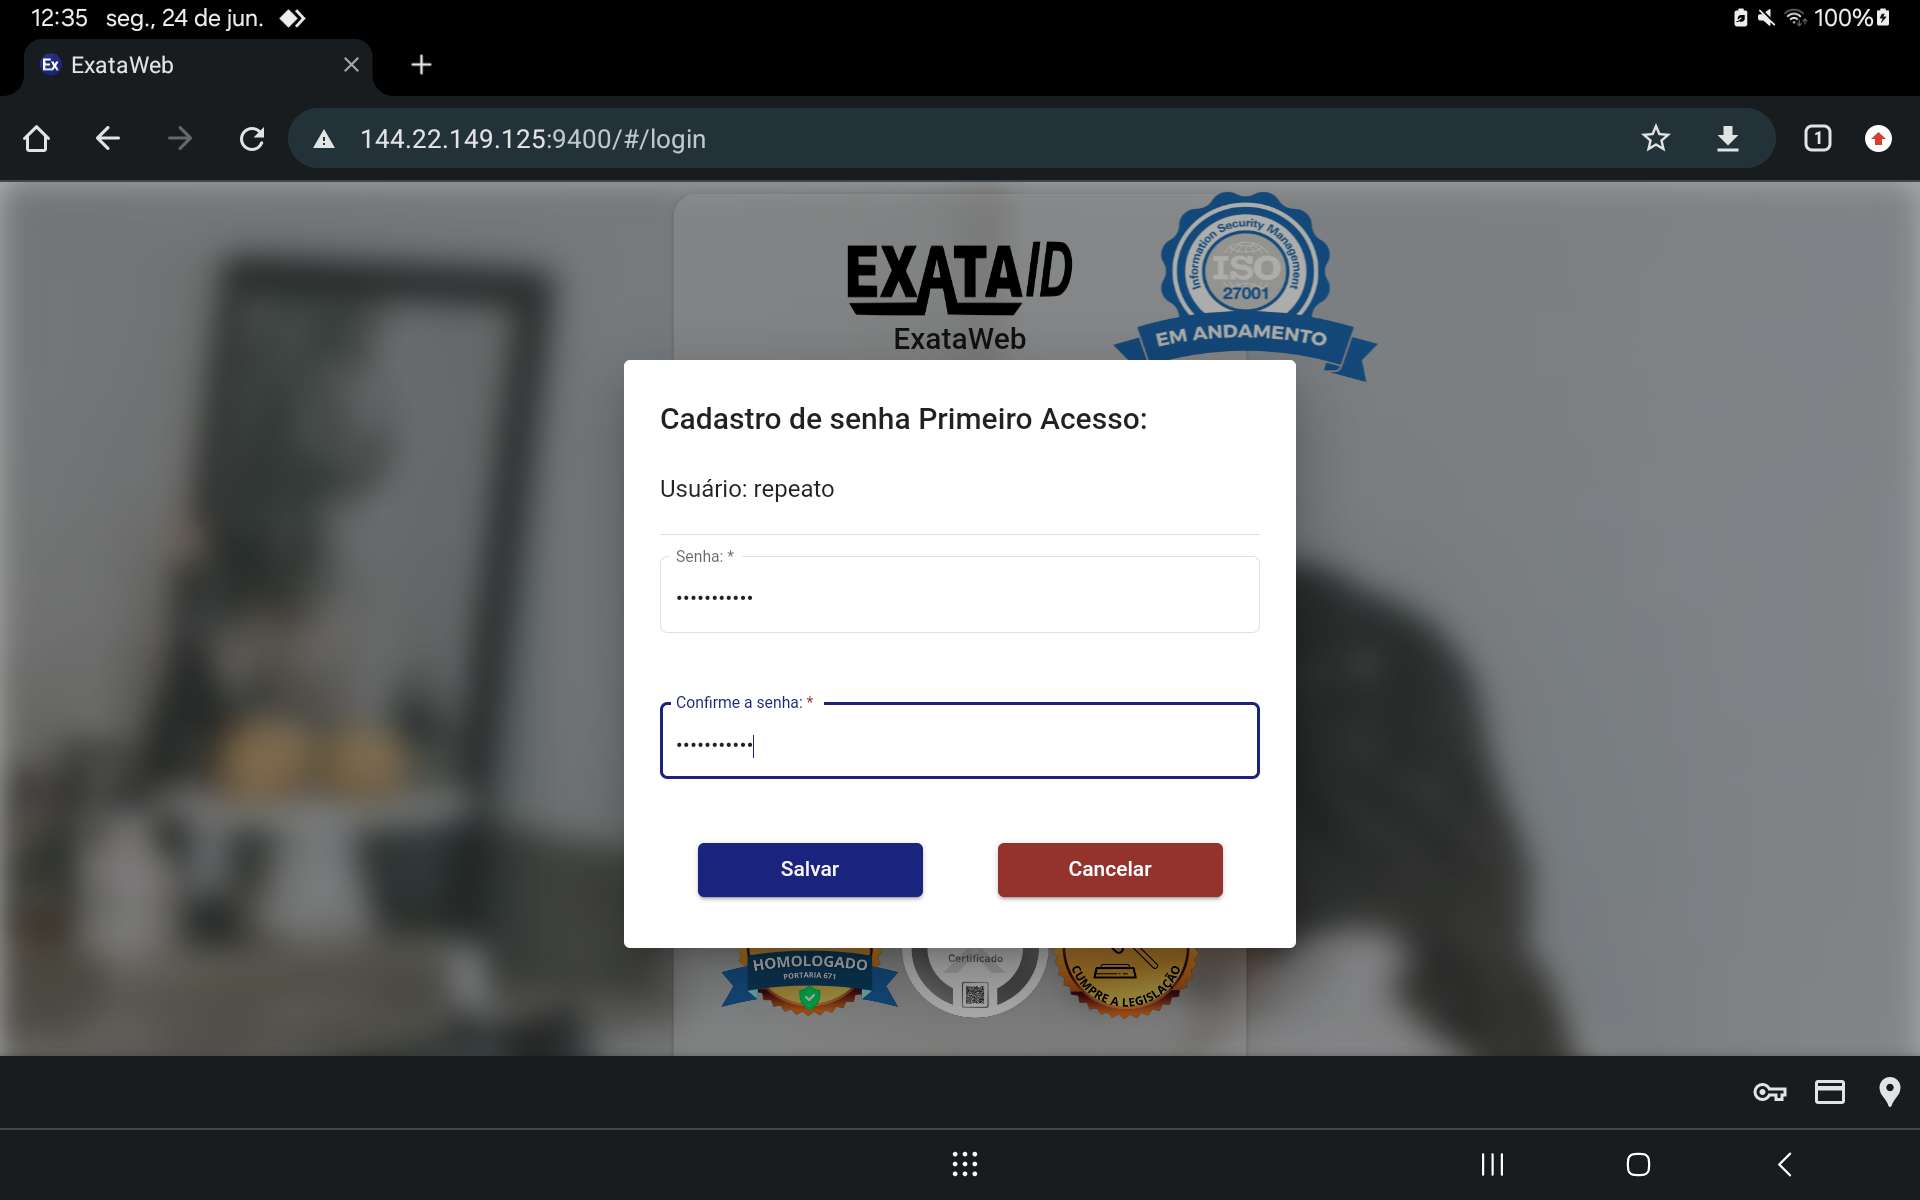 12:35 seg., 24 de jun. 100%
Ex ExataWeb
144.22.149.125:9400/#/login 1
EXATAID
ExataWeb
Information Security Management
ISO
27001
EM ANDAMENTO
Cadastro de senha Primeiro Acesso:
Usuário: repeato
Senha: *
•••••••••••
Confirme a senha: *
•••••••••••
Salvar Cancelar
HOMOLOGADO
PORTARIA 671
Certificado
CUMPRE A LEGISLAÇÃO